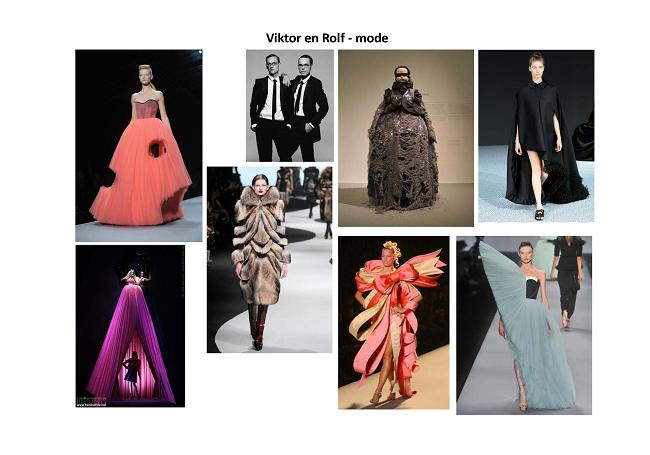 Viktor en Rolf - mode